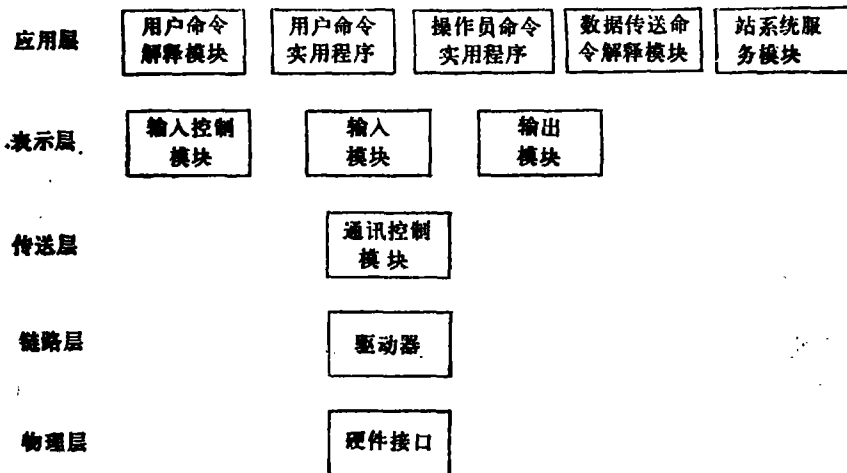 应用层
用户命令
解释模块
用户命令
实用程序
操作员命令
实用程序
数据传送命
令解释模块
站系统服
务模块
表示层
输入控制
模块
输入
模块
输出
模块
传送层
通讯控制
模块
链路层
驱动器
物理层
硬件接口